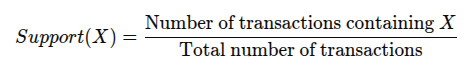 Support(X) = Number of transactions containing X / Total number of transactions